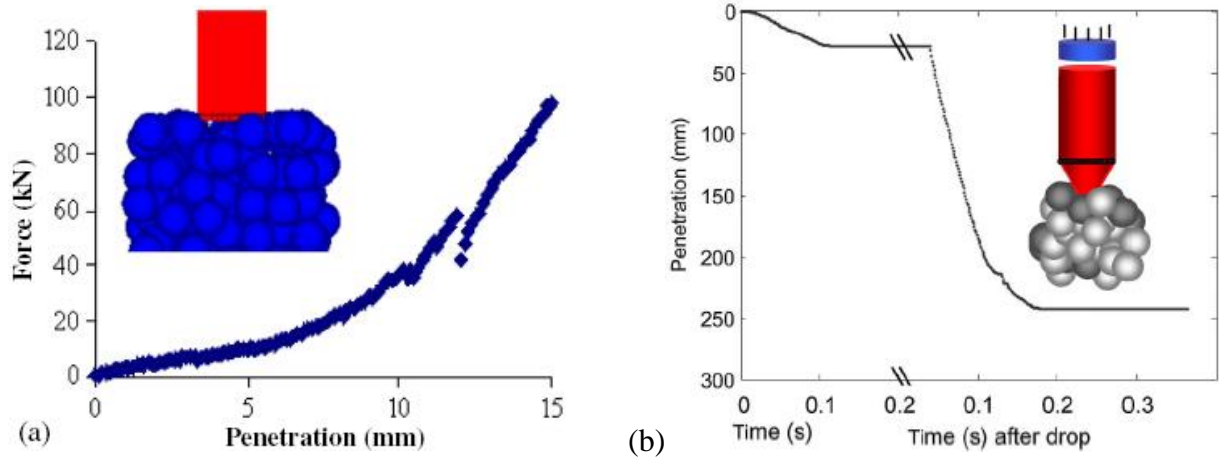 120
100
80
60
40
20
0
Force (kN)
0 5 10 15
Penetration (mm)
(a)
0
50
100
150
200
250
300
Penetration (mm)
0 0.1 0.2 0.1 0.2 0.3
Time (s) Time (s) after drop
(b)